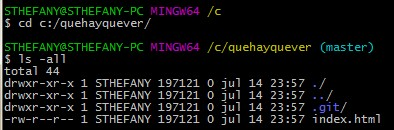 STHEFANY@STHEFANY-PC MINGW64 /c
$ cd c:/quehayquever/
STHEFANY@STHEFANY-PC MINGW64 /c/quehayquever (master)
$ ls -all
total 44
drwxr-xr-x 1 STHEFANY 197121 0 jul 14 23:57 ./
drwxr-xr-x 1 STHEFANY 197121 0 jul 14 23:57 ../
drwxr-xr-x 1 STHEFANY 197121 0 jul 14 23:57 .git/
-rw-r--r-- 1 STHEFANY 197121 0 jul 14 23:57 index.html